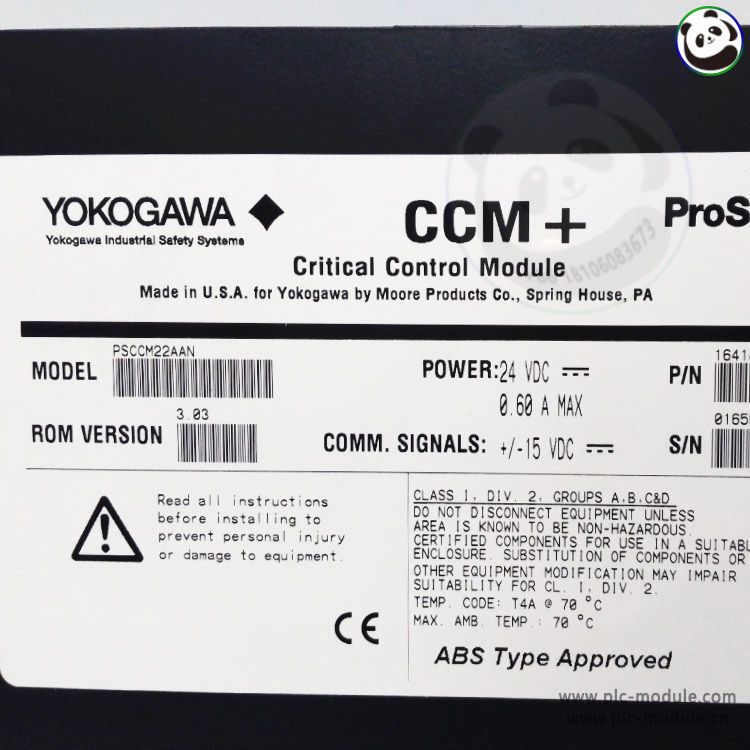 YOKOGAWA
Yokogawa Industrial Safety Systems
CCM +
ProS
Critical Control Module
18106083673
Made in U.S.A. for Yokogawa by Moore Products Co., Spring House, PA
MODEL
PSCCM22AAN
POWER: 24 VDC
0.60 A MAX
P/N
1641
ROM VERSION
3.03
COMM. SIGNALS: +/-15 VDC
S/N
0165
Read all instructions
before installing to
prevent personal injury
or damage to equipment.
CLASS I, DIV. 2, GROUPS A,B,C&D
DO NOT DISCONNECT EQUIPMENT UNLESS
AREA IS KNOWN TO BE NON-HAZARDOUS.
CERTIFIED COMPONENTS FOR USE IN A SUITABL
ENCLOSURE. SUBSTITUTION OF COMPONENTS OR
OTHER EQUIPMENT MODIFICATION MAY IMPAIR
SUITABILITY FOR CL. I, DIV. 2.
TEMP. CODE: T4A @ 70 °C
MAX. AMB. TEMP.: 70 °C
CE
ABS Type Approved
www.plc-module.com
www.plc-module.cn